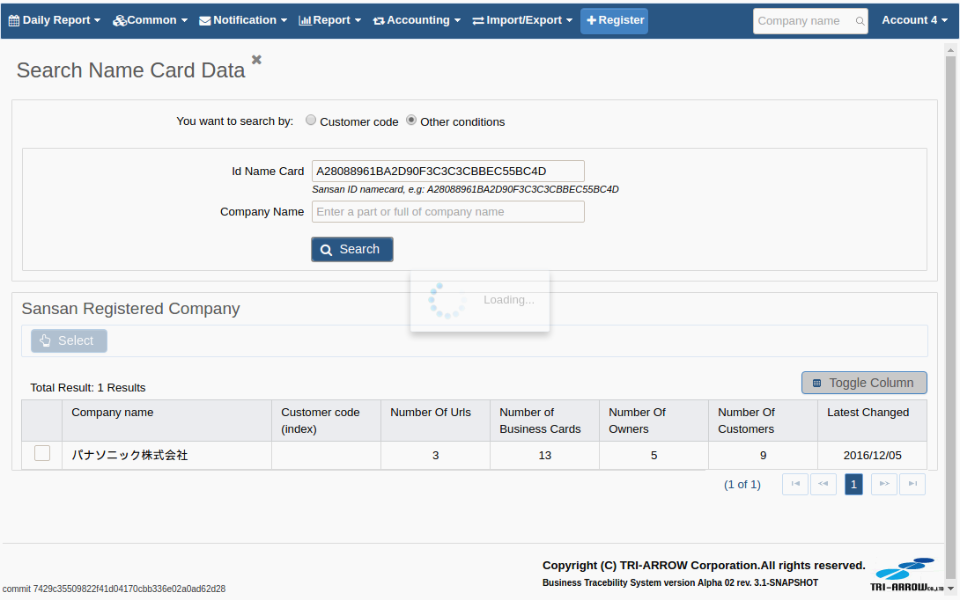 Daily Report Common Notification Report Accounting Import/Export Register Company name Account 4
Search Name Card Data
You want to search by: Customer code Other conditions
Id Name Card A28088961BA2D90F3C3C3CBBEC55BC4D
Sansan ID namecard, e.g: A28088961BA2D90F3C3C3CBBEC55BC4D
Company Name Enter a part or full of company name
Search
Loading...
Sansan Registered Company
Select
Total Result: 1 Results Toggle Column
Company name Customer code (index) Number Of Urls Number of Business Cards Number Of Owners Number Of Customers Latest Changed
パナソニック株式会社 3 13 5 9 2016/12/05
(1 of 1) 1
Copyright (C) TRI-ARROW Corporation.All rights reserved.
Business Tracebility System version Alpha 02 rev. 3.1-SNAPSHOT
TRI-ARROW CO.,LTD
commit 7429c35509822f41d04170cbb336e02a0ad62d28